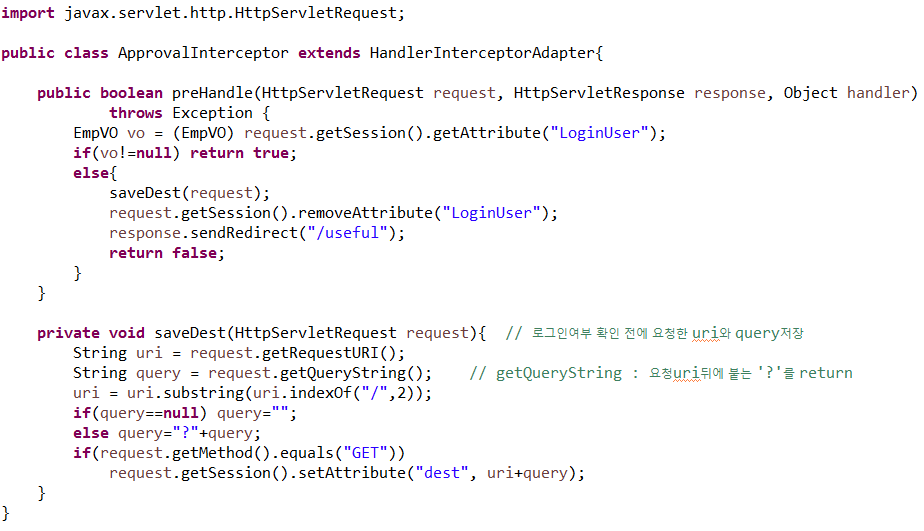 import javax.servlet.http.HttpServletRequest;
public class ApprovalInterceptor extends HandlerInterceptorAdapter{
public boolean preHandle(HttpServletRequest request, HttpServletResponse response, Object handler)
throws Exception {
EmpVO vo = (EmpVO) request.getSession().getAttribute("LoginUser");
if(vo!=null) return true;
else{
saveDest(request);
request.getSession().removeAttribute("LoginUser");
response.sendRedirect("/useful");
return false;
}
}
private void saveDest(HttpServletRequest request){ // 로그인여부 확인 전에 요청한 uri와 query저장
String uri = request.getRequestURI();
String query = request.getQueryString(); // getQueryString : 요청uri뒤에 붙는 '?'를 return
uri = uri.substring(uri.indexOf("/",2));
if(query==null) query="";
else query="?"+query;
if(request.getMethod().equals("GET"))
request.getSession().setAttribute("dest", uri+query);
}
}